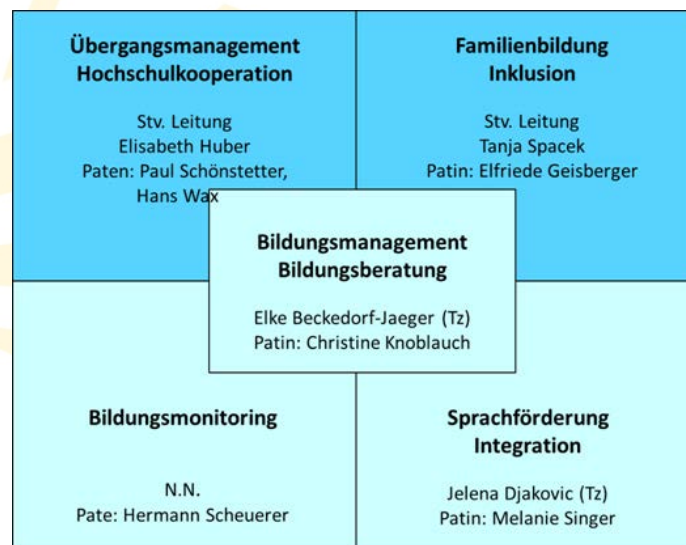 Übergangsmanagement
Hochschulkooperation
Stv. Leitung
Elisabeth Huber
Paten: Paul Schönstetter,
Hans Wax
Familienbildung
Inklusion
Stv. Leitung
Tanja Spacek
Patin: Elfriede Geisberger
Bildungsmanagement
Bildungsberatung
Elke Beckedorf-Jaeger (Tz)
Patin: Christine Knoblauch
Bildungsmonitoring
N.N.
Pate: Hermann Scheuerer
Sprachförderung
Integration
Jelena Djakovic (Tz)
Patin: Melanie Singer